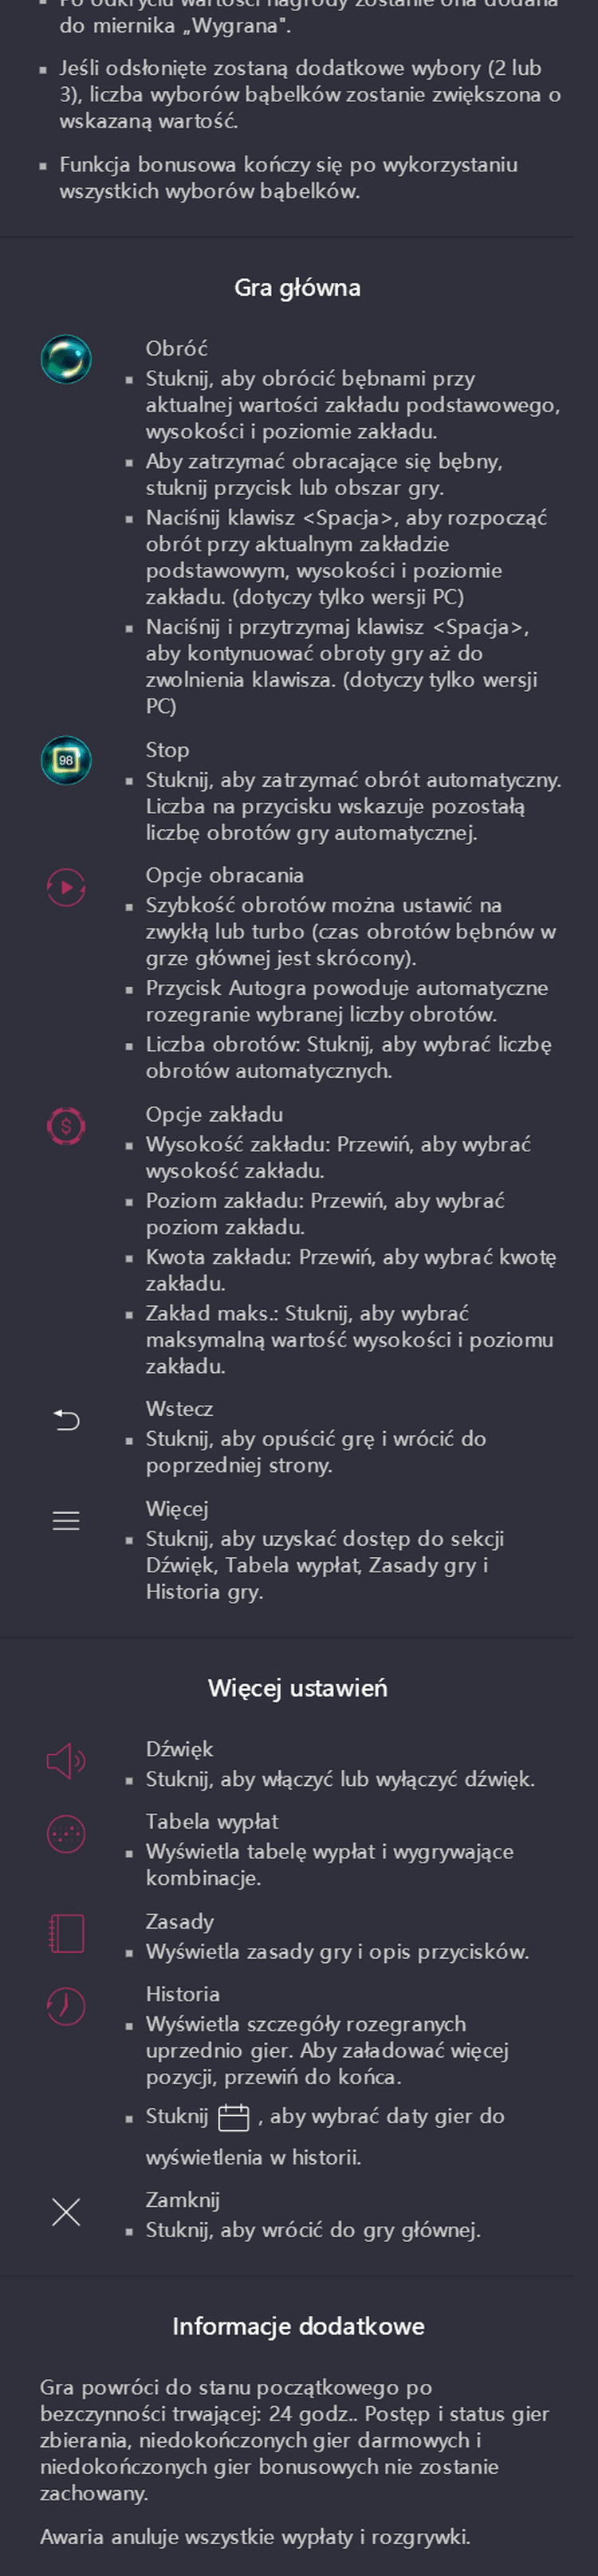 Po odkryciu wartości nagrody zostanie ona dodana
do miernika „Wygrana".
Jeśli odsłonięte zostaną dodatkowe wybory (2 lub
3), liczba wyborów bąbelków zostanie zwiększona o
wskazaną wartość.
Funkcja bonusowa kończy się po wykorzystaniu
wszystkich wyborów bąbelków.
Gra główna
Obróć
Stuknij, aby obrócić bębnami przy
aktualnej wartości zakładu podstawowego,
wysokości i poziomie zakładu.
Aby zatrzymać obracające się bębny,
stuknij przycisk lub obszar gry.
Naciśnij klawisz <Spacja>, aby rozpocząć
obrót przy aktualnym zakładzie
podstawowym, wysokości i poziomie
zakładu. (dotyczy tylko wersji PC)
Naciśnij i przytrzymaj klawisz <Spacja>,
aby kontynuować obroty gry aż do
zwolnienia klawisza. (dotyczy tylko wersji
PC)
98
Stop
Stuknij, aby zatrzymać obrót automatyczny.
Liczba na przycisku wskazuje pozostałą
liczbę obrotów gry automatycznej.
Opcje obracania
Szybkość obrotów można ustawić na
zwykłą lub turbo (czas obrotów bębnów w
grze głównej jest skrócony).
Przycisk Autogra powoduje automatyczne
rozegranie wybranej liczby obrotów.
Liczba obrotów: Stuknij, aby wybrać liczbę
obrotów automatycznych.
$
Opcje zakładu
Wysokość zakładu: Przewiń, aby wybrać
wysokość zakładu.
Poziom zakładu: Przewiń, aby wybrać
poziom zakładu.
Kwota zakładu: Przewiń, aby wybrać kwotę
zakładu.
Zakład maks.: Stuknij, aby wybrać
maksymalną wartość wysokości i poziomu
zakładu.
Wstecz
Stuknij, aby opuścić grę i wrócić do
poprzedniej strony.
Więcej
Stuknij, aby uzyskać dostęp do sekcji
Dźwięk, Tabela wypłat, Zasady gry i
Historia gry.
Więcej ustawień
Dźwięk
Stuknij, aby włączyć lub wyłączyć dźwięk.
Tabela wypłat
Wyświetla tabelę wypłat i wygrywające
kombinacje.
Zasady
Wyświetla zasady gry i opis przycisków.
Historia
Wyświetla szczegóły rozegranych
uprzednio gier. Aby załadować więcej
pozycji, przewiń do końca.
Stuknij , aby wybrać daty gier do
wyświetlenia w historii.
Zamknij
Stuknij, aby wrócić do gry głównej.
Informacje dodatkowe
Gra powróci do stanu początkowego po
bezczynności trwającej: 24 godz.. Postęp i status gier
zbierania, niedokończonych gier darmowych i
niedokończonych gier bonusowych nie zostanie
zachowany.
Awaria anuluje wszystkie wypłaty i rozgrywki.